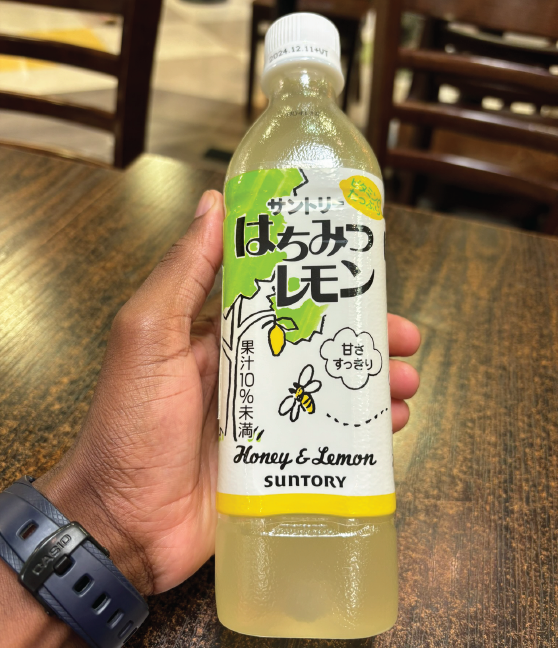 2024.12.11+UT
サントリー
はちみつ
レモン
甘さ
すっきり
果汁10%未満
Honey & Lemon
SUNTORY
CASIO